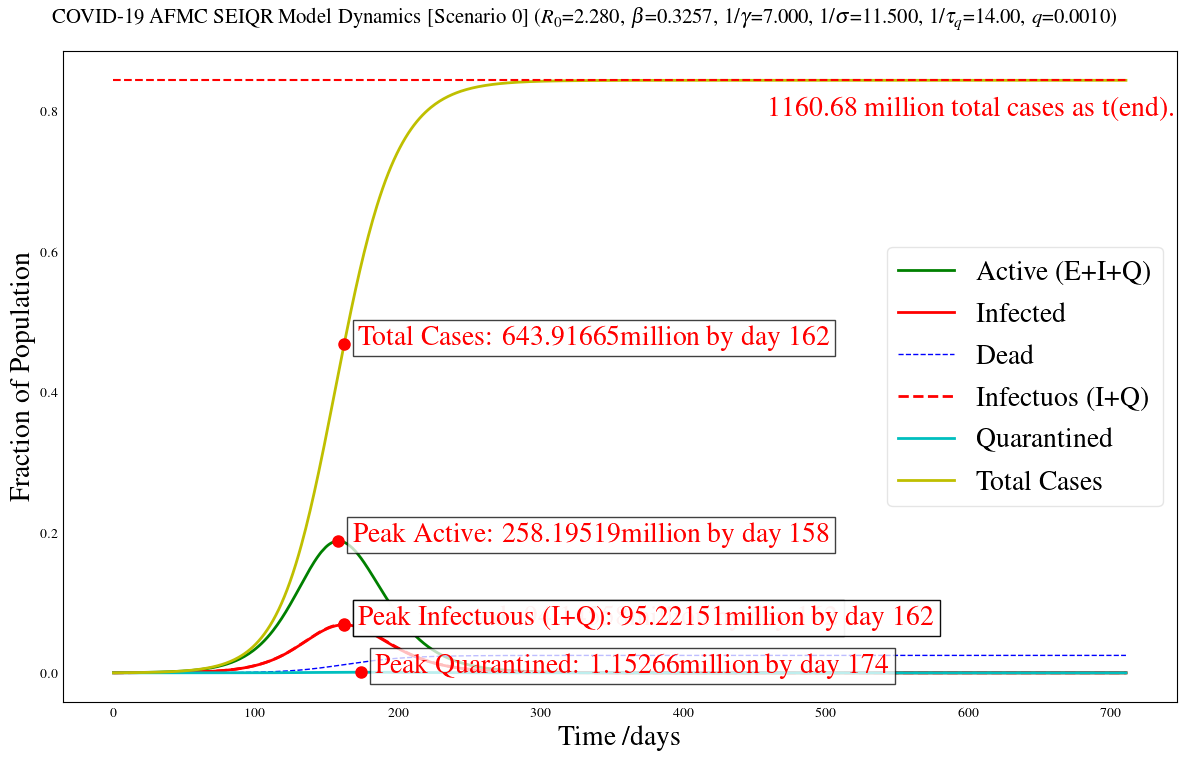 COVID-19 AFMC SEIQR Model Dynamics [Scenario 0] (R₀=2.280, β=0.3257, 1/γ=7.000, 1/σ=11.500, 1/τ_q=14.00, q=0.0010)
1160.68 million total cases as t(end).
Active (E+I+Q)
Infected
Dead
Infectuos (I+Q)
Quarantined
Total Cases
Total Cases: 643.91665million by day 162
Peak Active: 258.19519million by day 158
Peak Infectuous (I+Q): 95.22151million by day 162
Peak Quarantined: 1.15266million by day 174
Fraction of Population
0.8
0.6
0.4
0.2
0.0
0 100 200 300 400 500 600 700
Time /days